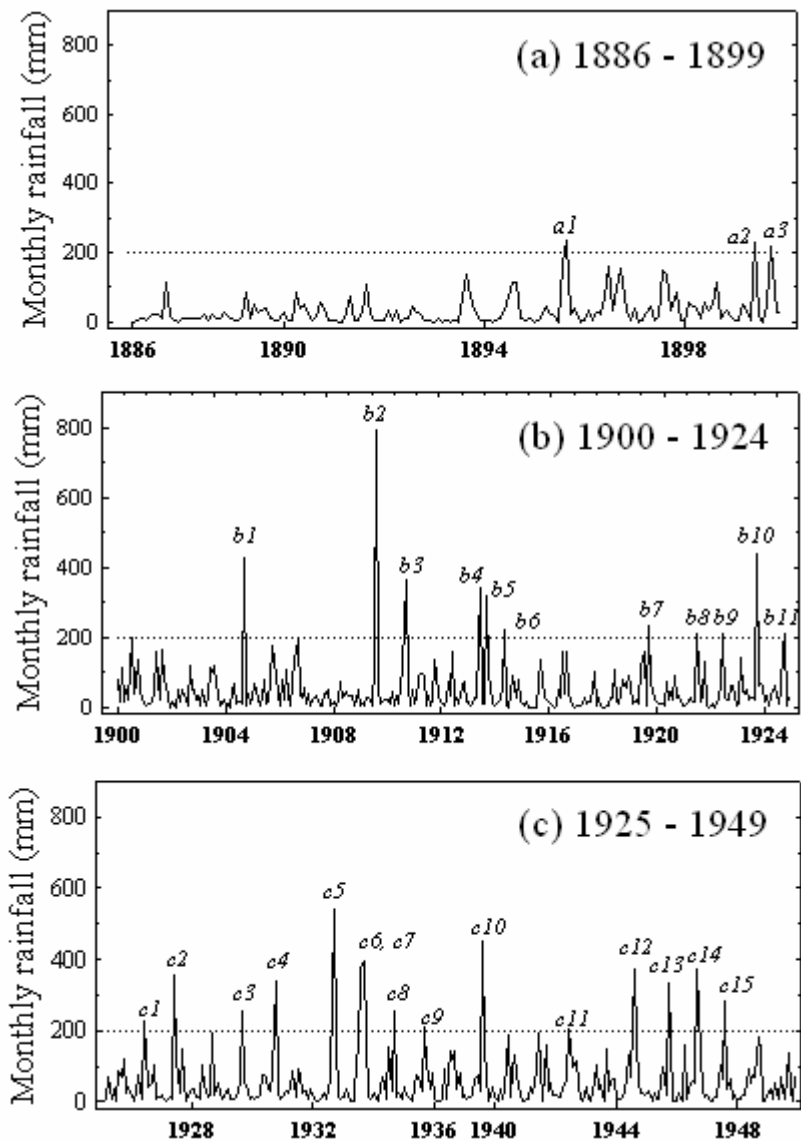 Monthly rainfall (mm)
800
600
400
200
0
(a) 1886 - 1899
a1
a2
a3
1886 1890 1894 1898
Monthly rainfall (mm)
800
600
400
200
0
(b) 1900 - 1924
b1
b2
b3
b4
b5
b6
b7
b8
b9
b10
b11
1900 1904 1908 1912 1916 1920 1924
Monthly rainfall (mm)
800
600
400
200
0
(c) 1925 - 1949
c1
c2
c3
c4
c5
c6, c7
c8
c9
c10
c11
c12
c13
c14
c15
1928 1932 1936 1940 1944 1948